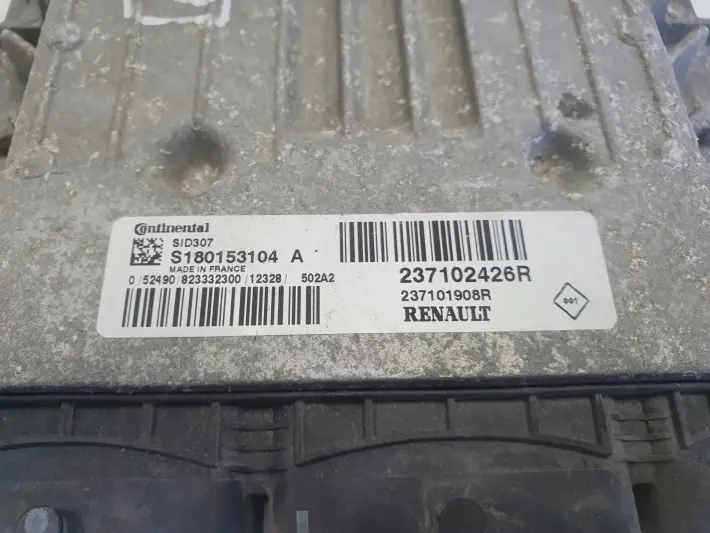 Continental
SID307
S180153104 A
MADE IN FRANCE
0/52490/823332300/12328/ 502A2
237102426R
237101908R
RENAULT
001